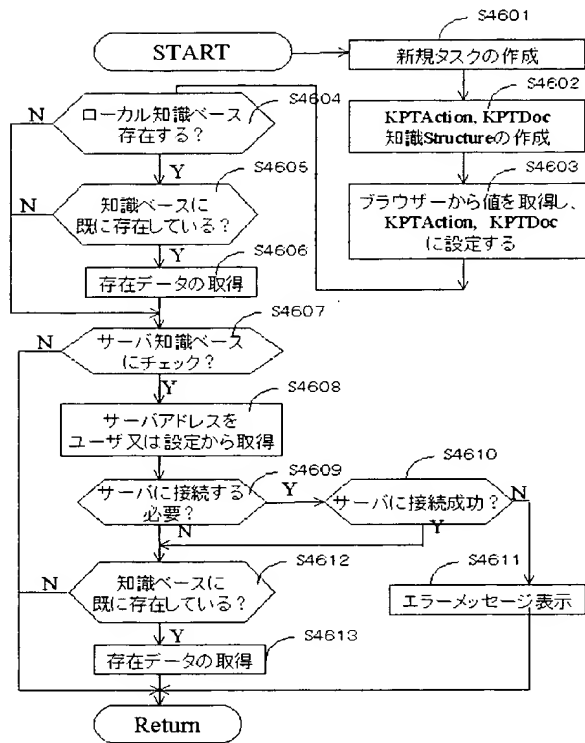 START
S4601
新規タスクの作成
S4602
KPTAction, KPTDoc
知識Structureの作成
S4603
ブラウザーから値を取得し、
KPTAction, KPTDoc
に設定する
S4604
ローカル知識ベース
存在する？
N
Y
S4605
知識ベースに
既に存在している？
N
Y
S4606
存在データの取得
S4607
サーバ知識ベース
にチェック？
N
Y
S4608
サーバアドレスを
ユーザ又は設定から取得
S4609
サーバに接続する
必要？
Y
N
S4610
サーバに接続成功？
N
Y
S4611
エラーメッセージ表示
S4612
知識ベースに
既に存在している？
N
Y
S4613
存在データの取得
Return